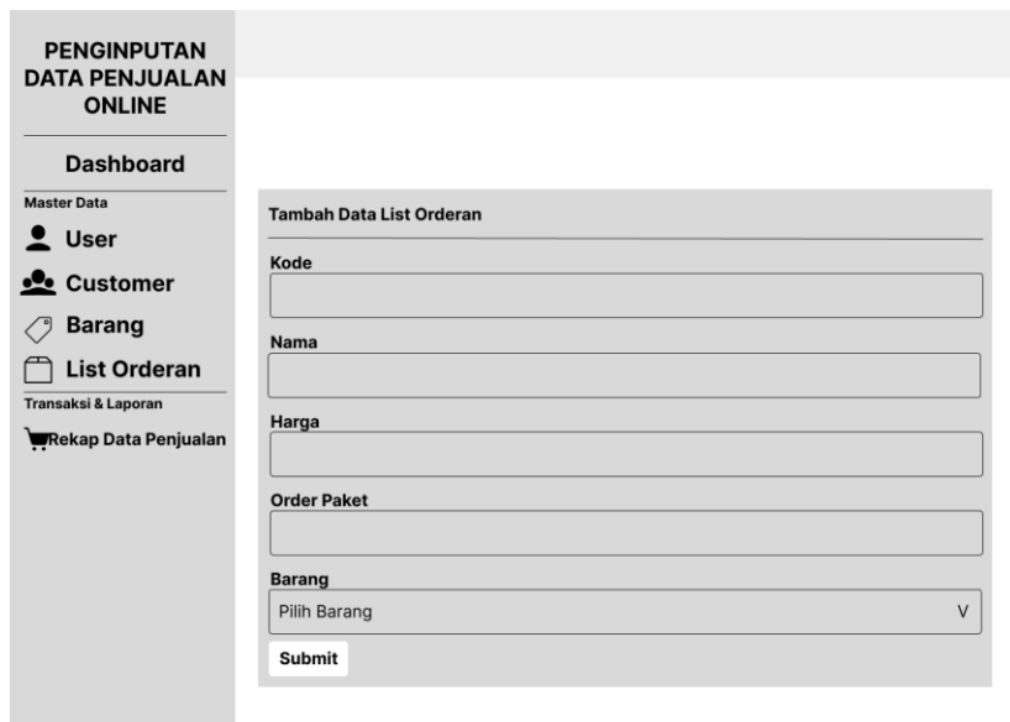 PENGINPUTAN
DATA PENJUALAN
ONLINE
Dashboard
Master Data
User
Customer
Barang
List Orderan
Transaksi & Laporan
Rekap Data Penjualan
Tambah Data List Orderan
Kode
Nama
Harga
Order Paket
Barang
Pilih Barang V
Submit